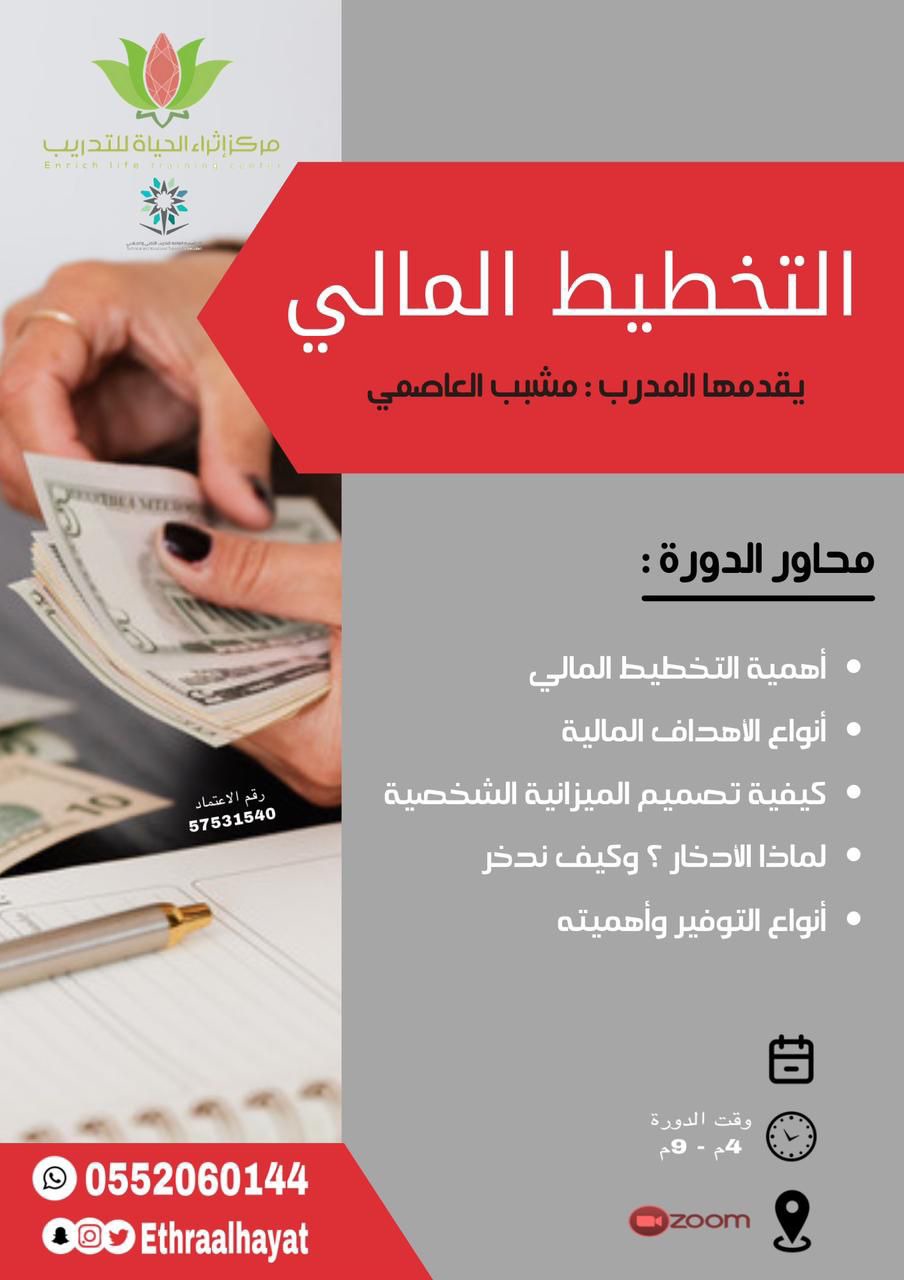 مركز إثراء الحياة للتدريب
Enrich life training center
التخطيط المالي
يقدمها المدرب : مشبب العاصمي
محاور الدورة :
أهمية التخطيط المالي
أنواع الأهداف المالية
كيفية تصميم الميزانية الشخصية
لماذا الأدخار ؟ وكيف ندخر
أنواع التوفير وأهميته
رقم الاعتماد
57531540
وقت الدورة
4م - 9م
zoom
0552060144
Ethraalhayat